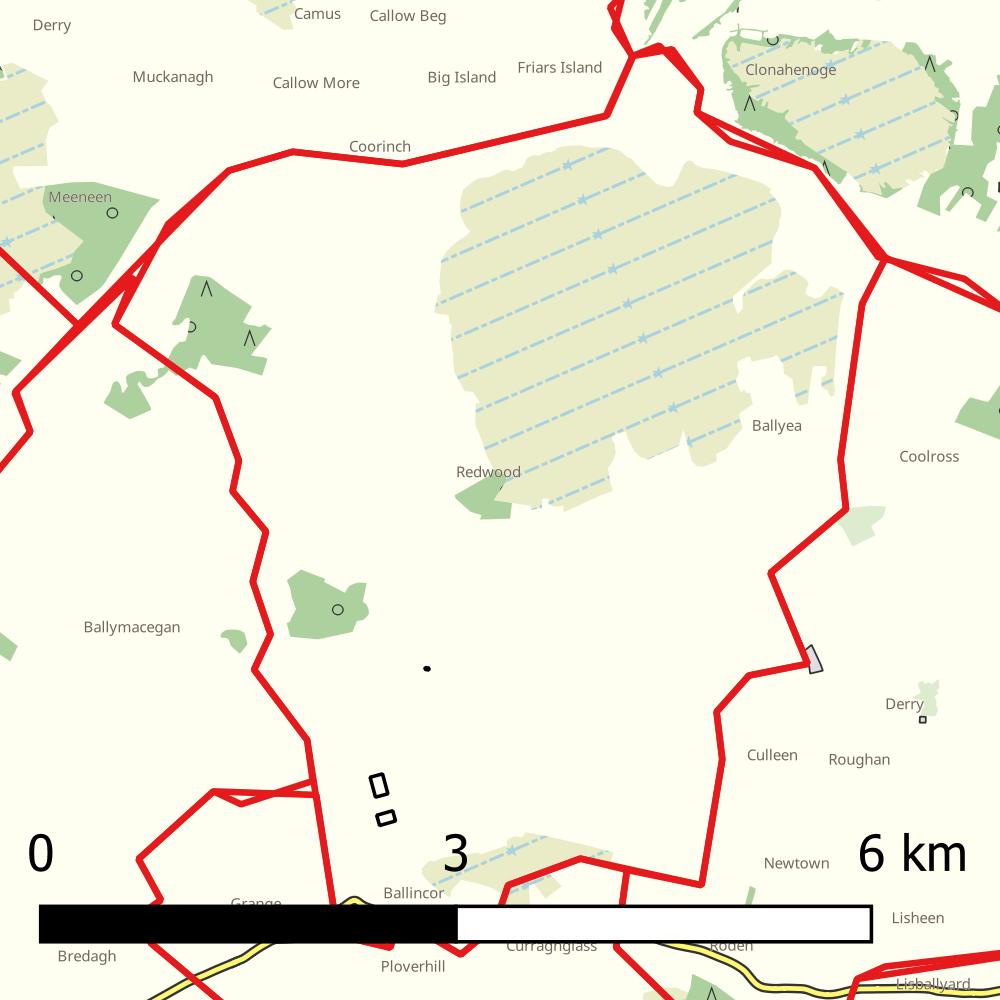 Camus
Callow Beg
Derry
Friars Island
Clonahenoge
Muckanagh
Callow More
Big Island
Coorinch
Meeneen
Ballyea
Coolross
Redwood
Ballymacegan
Derry
Culleen
Roughan
0
3
6 km
Newtown
Ballincor
Grange
Lisheen
Curraghglass
Roden
Bredagh
Ploverhill
Lisballyard